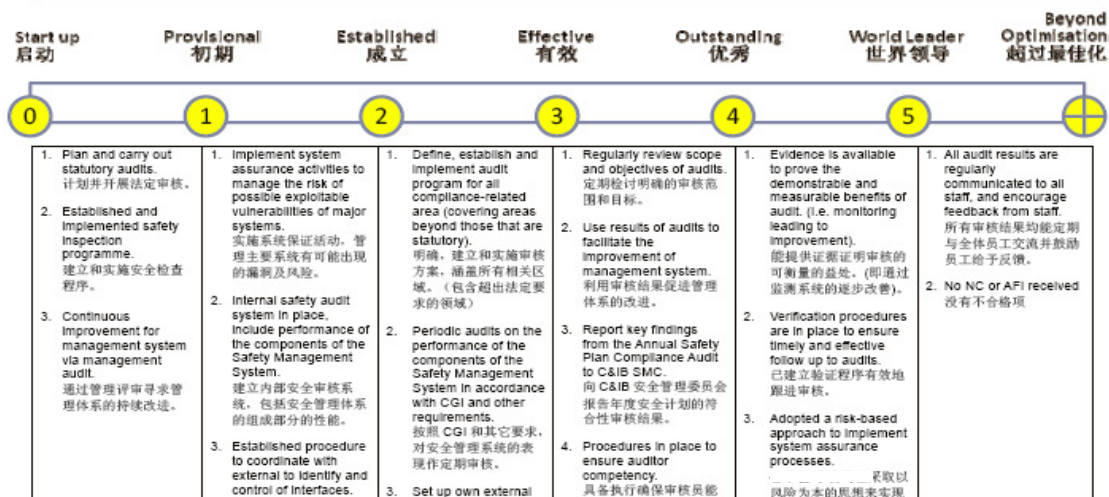 Start up
启动
Provisional
初期
Established
成立
Effective
有效
Outstanding
优秀
World Leader
世界领导
Beyond
Optimisation
超过最佳化
0
1
2
3
4
5
1. Plan and carry out
statutory audits.
计划并开展法定审核。
2. Established and
implemented safety
inspection
programme.
建立和实施安全检查
程序。
3. Continuous
improvement for
management system
via management
audit.
通过管理评审寻求管
理体系的持续改进。
1. Implement system
assurance activities to
manage the risk of
possible exploitable
vulnerabilities of major
systems.
实施系统保证活动，管
理主要系统有可能出现
的漏洞及风险。
2. Internal safety audit
system in place,
include performance of
the components of the
Safety Management
System.
建立内部安全审核系
统，包括安全管理体系
的组成部分的性能。
3. Established procedure
to coordinate with
external to identify and
control of interfaces.
1. Define, establish and
implement audit
program for all
compliance-related
area (covering areas
beyond those that are
statutory).
明确，建立和实施审核
方案，涵盖所有相关区
域。（包含超出法定要
求的领域）
2. Periodic audits on the
performance of the
components of the
Safety Management
System in accordance
with CGI and other
requirements.
按照 CGI 和其它要求，
对安全管理系统的表
现作定期审核。
3. Set up own external
1. Regularly review scope
and objectives of audits.
定期检讨明确的审核范
围和目标。
2. Use results of audits to
facilitate the
improvement of
management system.
利用审核结果促进管理
体系的改进。
3. Report key findings
from the Annual Safety
Plan Compliance Audit
to C&IB SMC.
向 C&IB 安全管理委员会
报告年度安全计划的符
合性审核结果。
4. Procedures in place to
ensure auditor
competency.
具备执行确保审核员能
1. Evidence is available
to prove the
demonstrable and
measurable benefits of
audit. (i.e. monitoring
leading to
improvement).
能提供证据证明审核的
可衡量的益处。(即通过
监测系统的逐步改善)。
2. Verification procedures
are in place to ensure
timely and effective
follow up to audits.
已建立验证程序有效地
跟进审核。
3. Adopted a risk-based
approach to implement
system assurance
processes.
取以
风险为本的思想来实现
1. All audit results are
regularly
communicated to all
staff, and encourage
feedback from staff.
所有审核结果均能定期
与全体员工交流并鼓励
员工给予反馈。
2. No NC or AFI received
没有不合格项